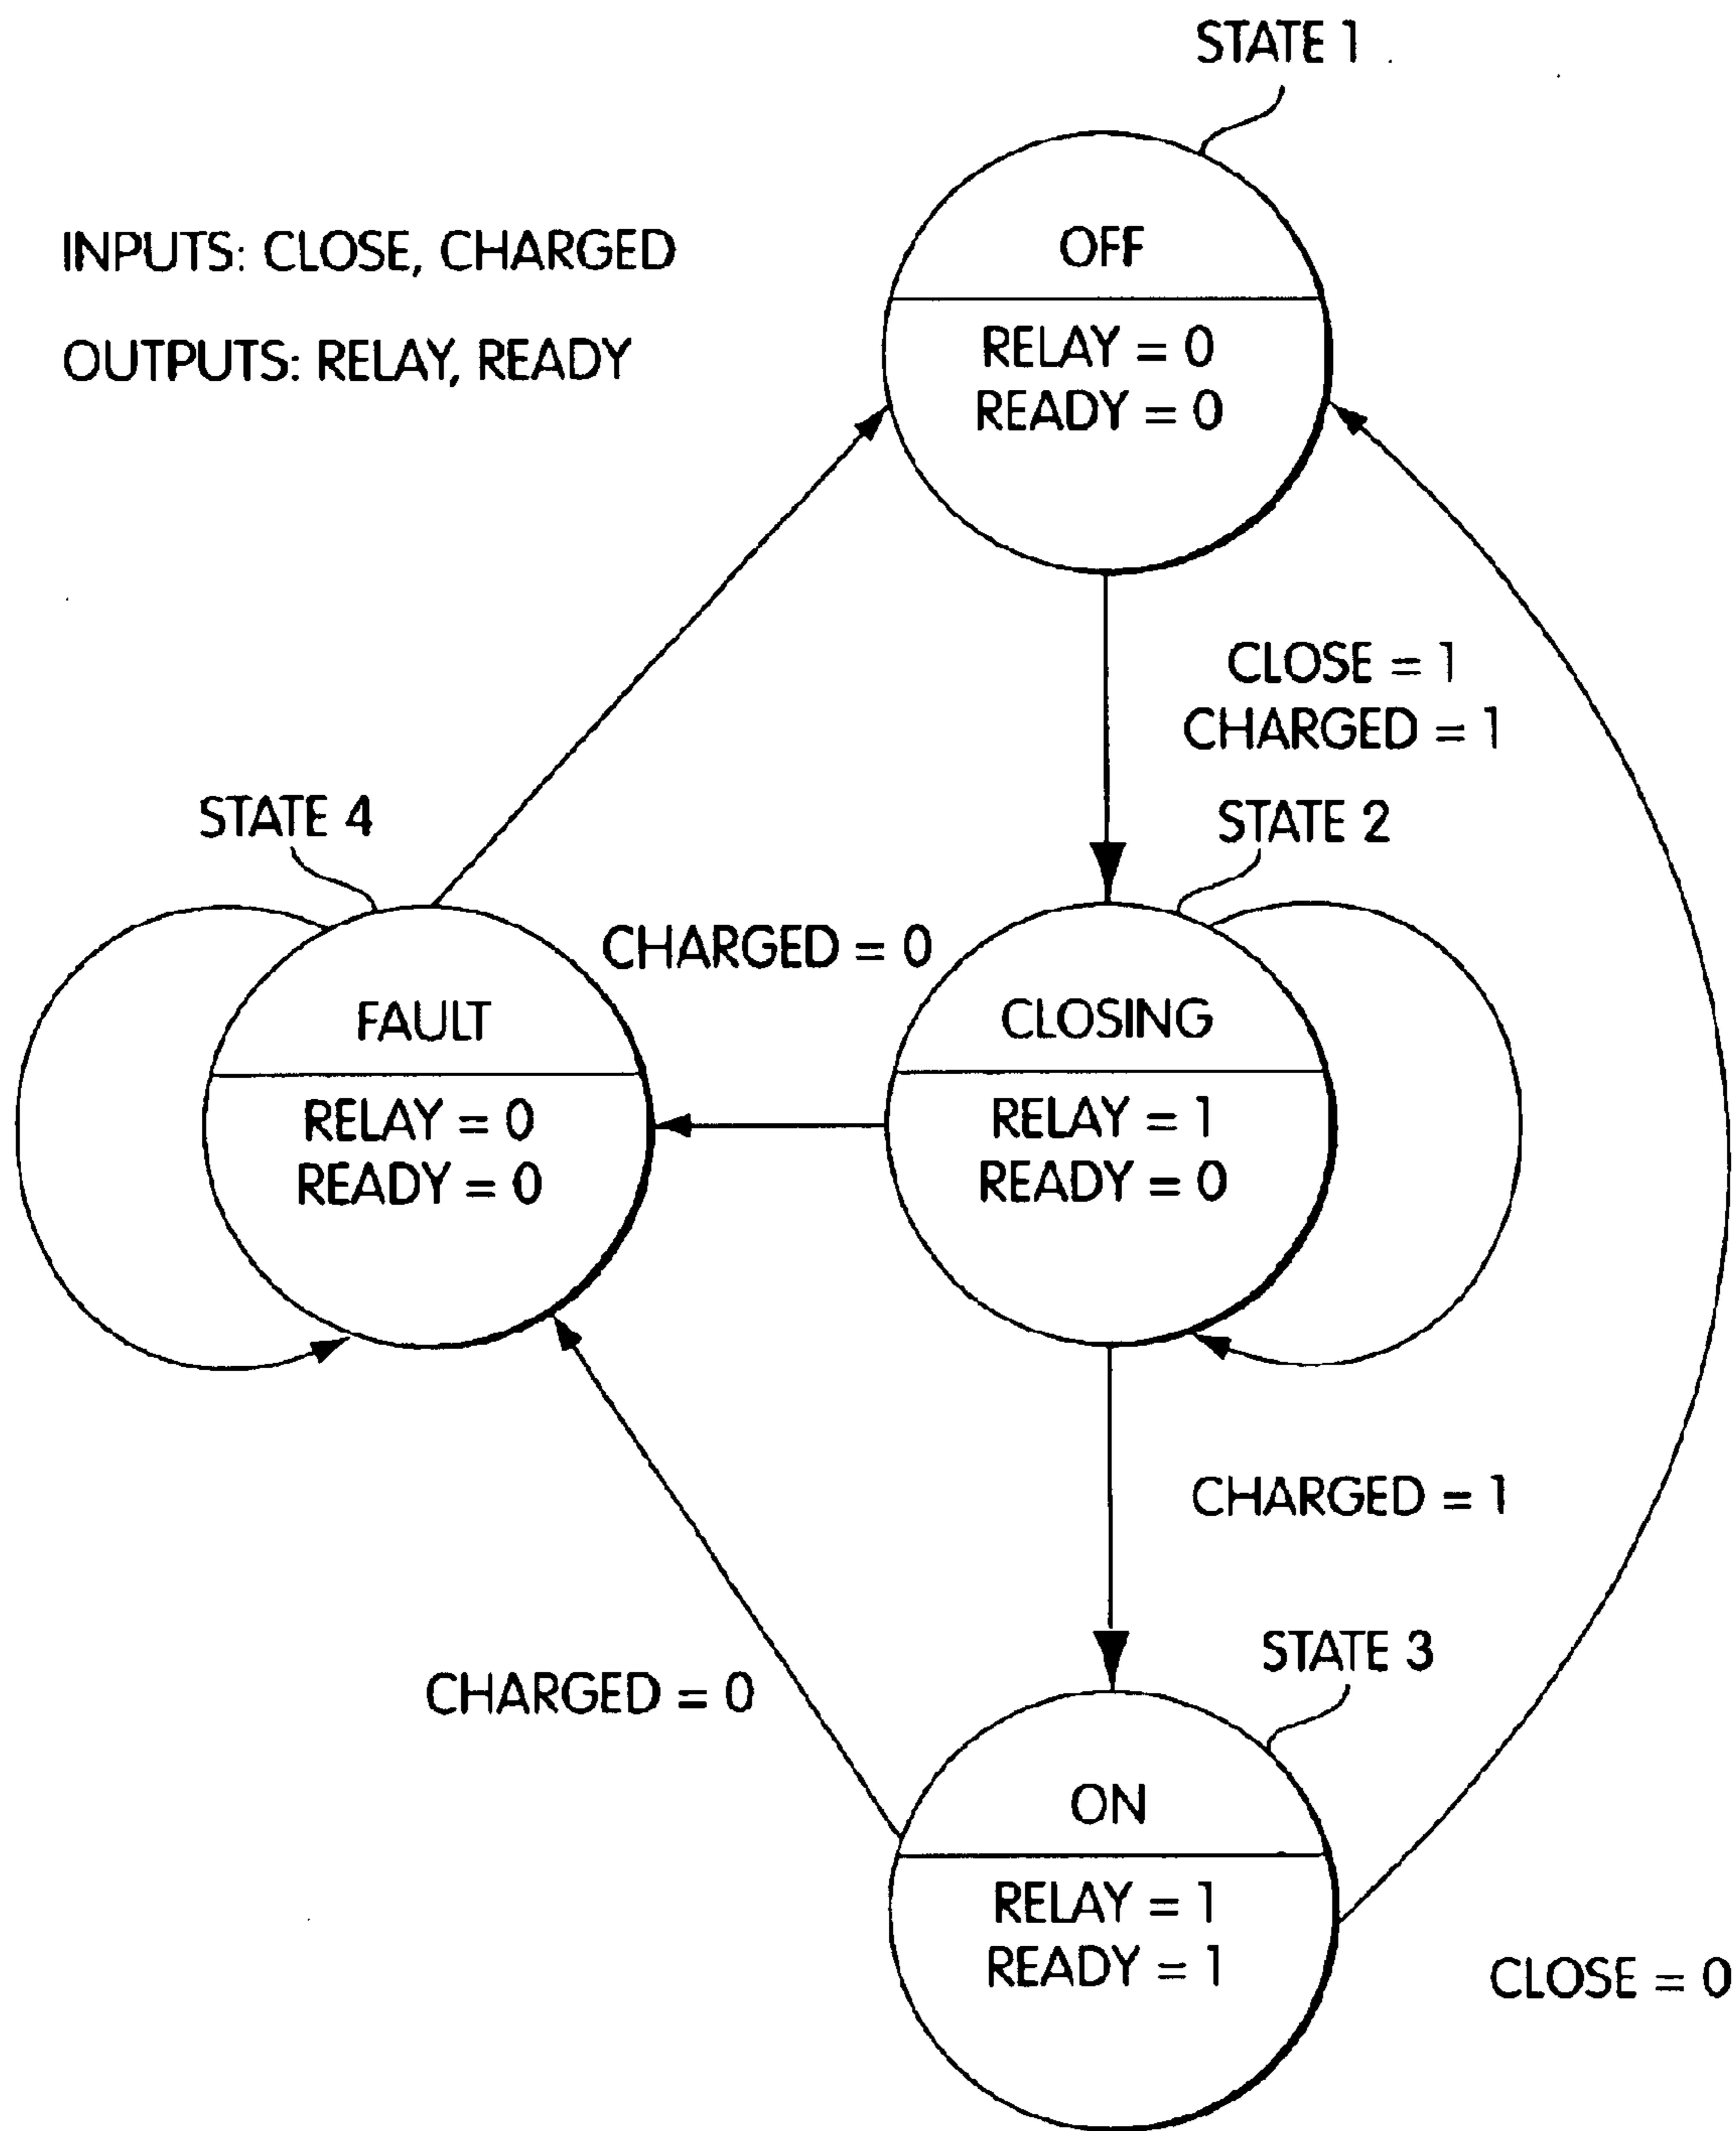 STATE 1
INPUTS: CLOSE, CHARGED
OUTPUTS: RELAY, READY
OFF
RELAY = 0
READY = 0
CLOSE = 1
CHARGED = 1
STATE 4
STATE 2
CHARGED = 0
FAULT
RELAY = 0
READY = 0
CLOSING
RELAY = 1
READY = 0
CHARGED = 1
STATE 3
CHARGED = 0
ON
RELAY = 1
READY = 1
CLOSE = 0